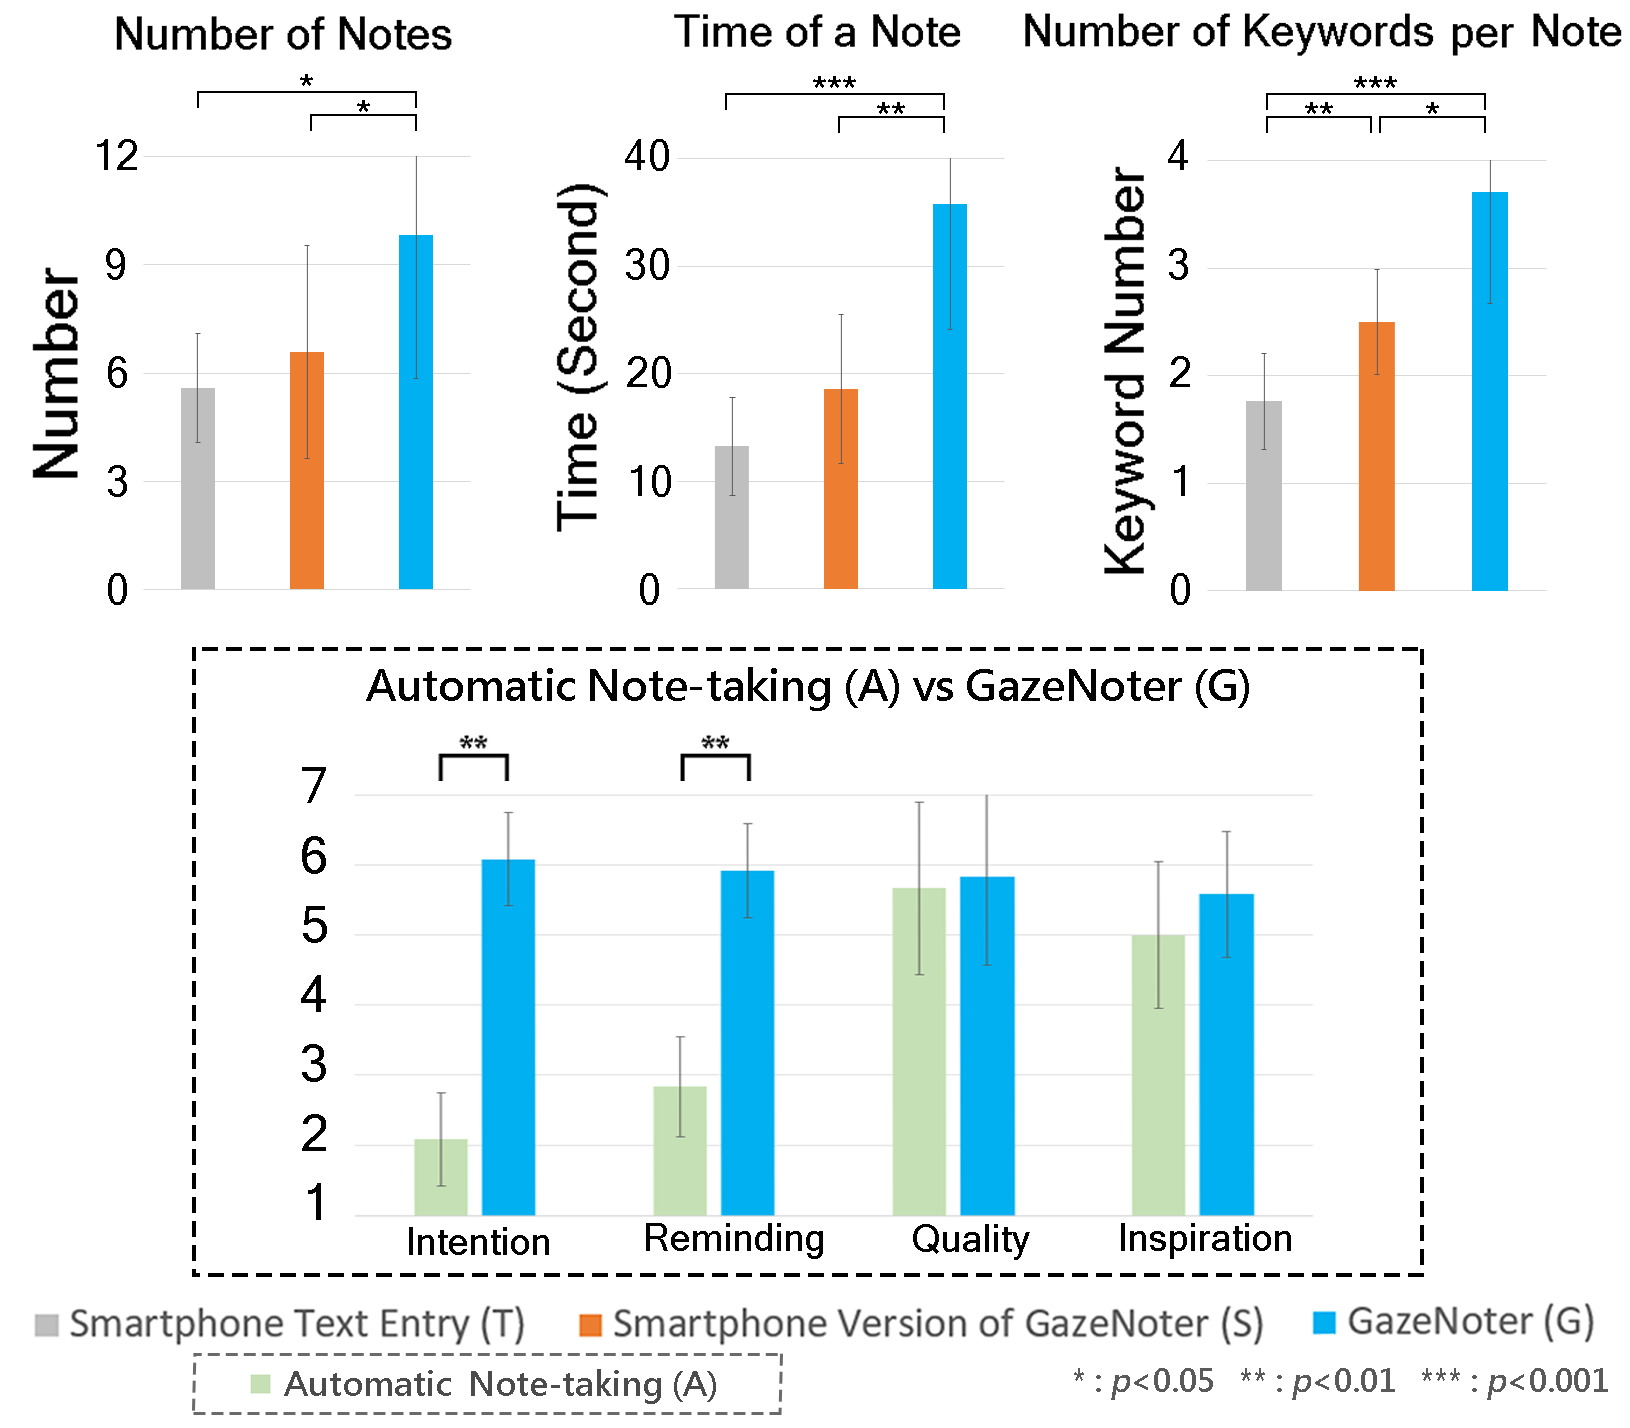 Number of Notes
*
*
12
9
6
3
0
Number
Time of a Note
***
**
40
30
20
10
0
Time (Second)
Number of Keywords per Note
***
**
*
4
3
2
1
0
Keyword Number
Automatic Note-taking (A) vs GazeNoter (G)
**
**
7
6
5
4
3
2
1
Intention
Reminding
Quality
Inspiration
Smartphone Text Entry (T)
Smartphone Version of GazeNoter (S)
GazeNoter (G)
Automatic Note-taking (A)
* : p<0.05 ** : p<0.01 *** : p<0.001